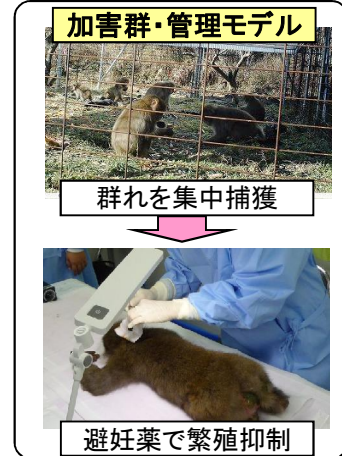 加害群・管理モデル
群れを集中捕獲
避妊薬で繁殖抑制